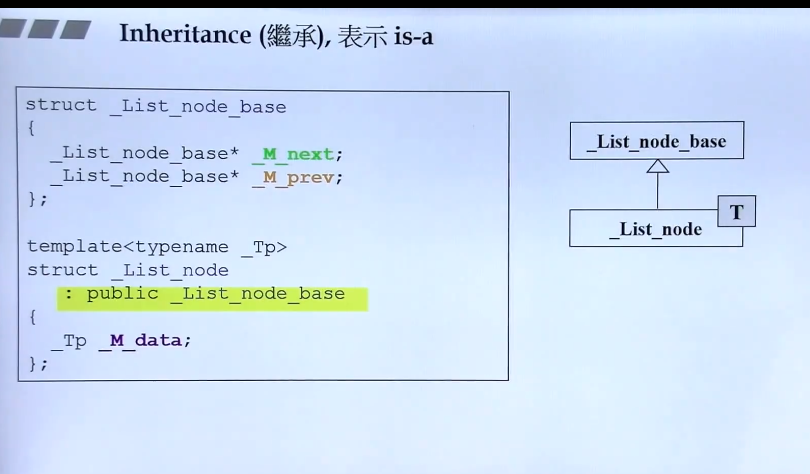 Inheritance (繼承), 表示 is-a
struct _List_node_base
{
_List_node_base* _M_next;
_List_node_base* _M_prev;
};
template<typename _Tp>
struct _List_node
: public _List_node_base
{
_Tp _M_data;
};
_List_node_base
T
_List_node